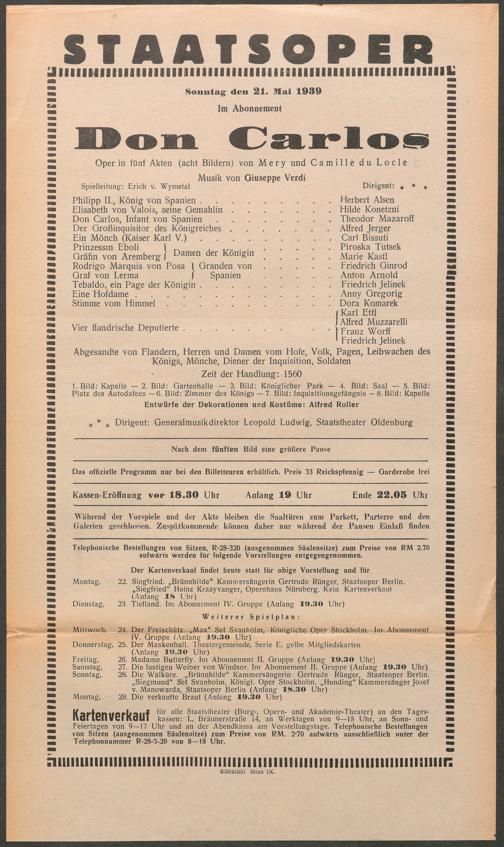 STAATSOPER
Sonntag den 21. Mai 1939
Im Abonnement
Don Carlos
Oper in fünf Akten (acht Bildern) von Mery und Camille du Locle
Musik von Giuseppe Verdi
Spielleitung: Erich v. Wymetal Dirigent: * * *
Philipp II., König von Spanien . . . . . . . Herbert Alsen
Elisabeth von Valois, seine Gemahlin . . . . . . Hilde Konetzni
Don Carlos, Infant von Spanien . . . . . . . Theodor Mazaroff
Der Großinquisitor des Königreiches . . . . . . Alfred Jerger
Ein Mönch (Kaiser Karl V.) . . . . . . . Carl Bissuti
Prinzessin Eboli } Damen der Königin . . . . . Piroska Tutsek
Gräfin von Aremberg } Marie Kastl
Rodrigo Marquis von Posa } Granden von . . . . . Friedrich Ginrod
Graf von Lerma } Spanien . . . . . Anton Arnold
Tebaldo, ein Page der Königin . . . . . . . Friedrich Jelinek
Eine Hofdame . . . . . . . . . Anny Gregorig
Stimme vom Himmel . . . . . . . . Dora Komarek
Vier flandrische Deputierte . . . . . . . { Karl Ettl
Alfred Muzzarelli
Franz Worff
Friedrich Jelinek
Abgesandte von Flandern, Herren und Damen vom Hofe, Volk, Pagen, Leibwachen des
Königs, Mönche, Diener der Inquisition, Soldaten
Zeit der Handlung: 1560
1. Bild: Kapelle — 2. Bild: Gartenhalle — 3. Bild: Königlicher Park — 4. Bild: Saal — 5. Bild:
Platz des Autodafees — 6. Bild: Zimmer des Königs — 7. Bild: Inquisitionsgefängnis — 8. Bild: Kapelle
Entwürfe der Dekorationen und Kostüme: Alfred Roller
* * * Dirigent: Generalmusikdirektor Leopold Ludwig, Staatstheater Oldenburg
Nach dem fünften Bild eine größere Pause
Das offizielle Programm nur bei den Billetteuren erhältlich. Preis 33 Reichspfennig — Garderobe frei
Kassen-Eröffnung vor 18.30 Uhr Anfang 19 Uhr Ende 22.05 Uhr
Während der Vorspiele und der Akte bleiben die Saaltüren zum Parkett, Parterre und den
Galerien geschlossen. Zuspätkommende können daher nur während der Pausen Einlaß finden
Telephonische Bestellungen von Sitzen, R-28-320 (ausgenommen Säulensitze) zum Preise von RM 2.70
aufwärts werden für folgende Vorstellungen entgegengenommen.
Der Kartenverkauf findet heute statt für obige Vorstellung und für
Montag, 22. Siegfried. „Brünnhilde" Kammersängerin Gertrude Rünger, Staatsoper Berlin.
„Siegfried" Heinz Kraayvanger, Opernhaus Nürnberg. Kein Kartenverkauf
(Anfang 18 Uhr)
Dienstag, 23. Tiefland. Im Abonnement IV. Gruppe (Anfang 19.30 Uhr)
Weiterer Spielplan:
Mittwoch, 24. Der Freischütz. „Max" Set Svanholm, Königliche Oper Stockholm. Im Abonnement
IV. Gruppe (Anfang 19.30 Uhr)
Donnerstag, 25. Der Maskenball. Theatergemeinde, Serie E, gelbe Mitgliedskarten
(Anfang 19.30 Uhr)
Freitag, 26. Madame Butterfly. Im Abonnement II. Gruppe (Anfang 19.30 Uhr)
Samstag, 27. Die lustigen Weiber von Windsor. Im Abonnement II. Gruppe (Anfang 19.30 Uhr)
Sonntag, 28. Die Walküre. „Brünnhilde" Kammersängerin Gertrude Rünger, Staatsoper Berlin.
„Siegmund" Set Svanholm, Königl. Oper Stockholm. „Hunding" Kammersänger Josef
v. Manowarda, Staatsoper Berlin (Anfang 18.30 Uhr)
Montag, 29. Die verkaufte Braut (Anfang 19.30 Uhr)
Kartenverkauf für alle Staatstheater (Burg-, Opern- und Akademie-Theater) an den Tages-
kassen: I., Bräunerstraße 14, an Werktagen von 9—18 Uhr, an Sonn- und
Feiertagen von 9—17 Uhr und an der Abendkassa am Vorstellungstage. Telephonische Bestellungen
von Sitzen (ausgenommen Säulensitze) zum Preise von RM. 2·70 aufwärts ausschließlich unter der
Telephonnummer R-28-3-20 von 8—18 Uhr.
Elbemühl Wien IX.